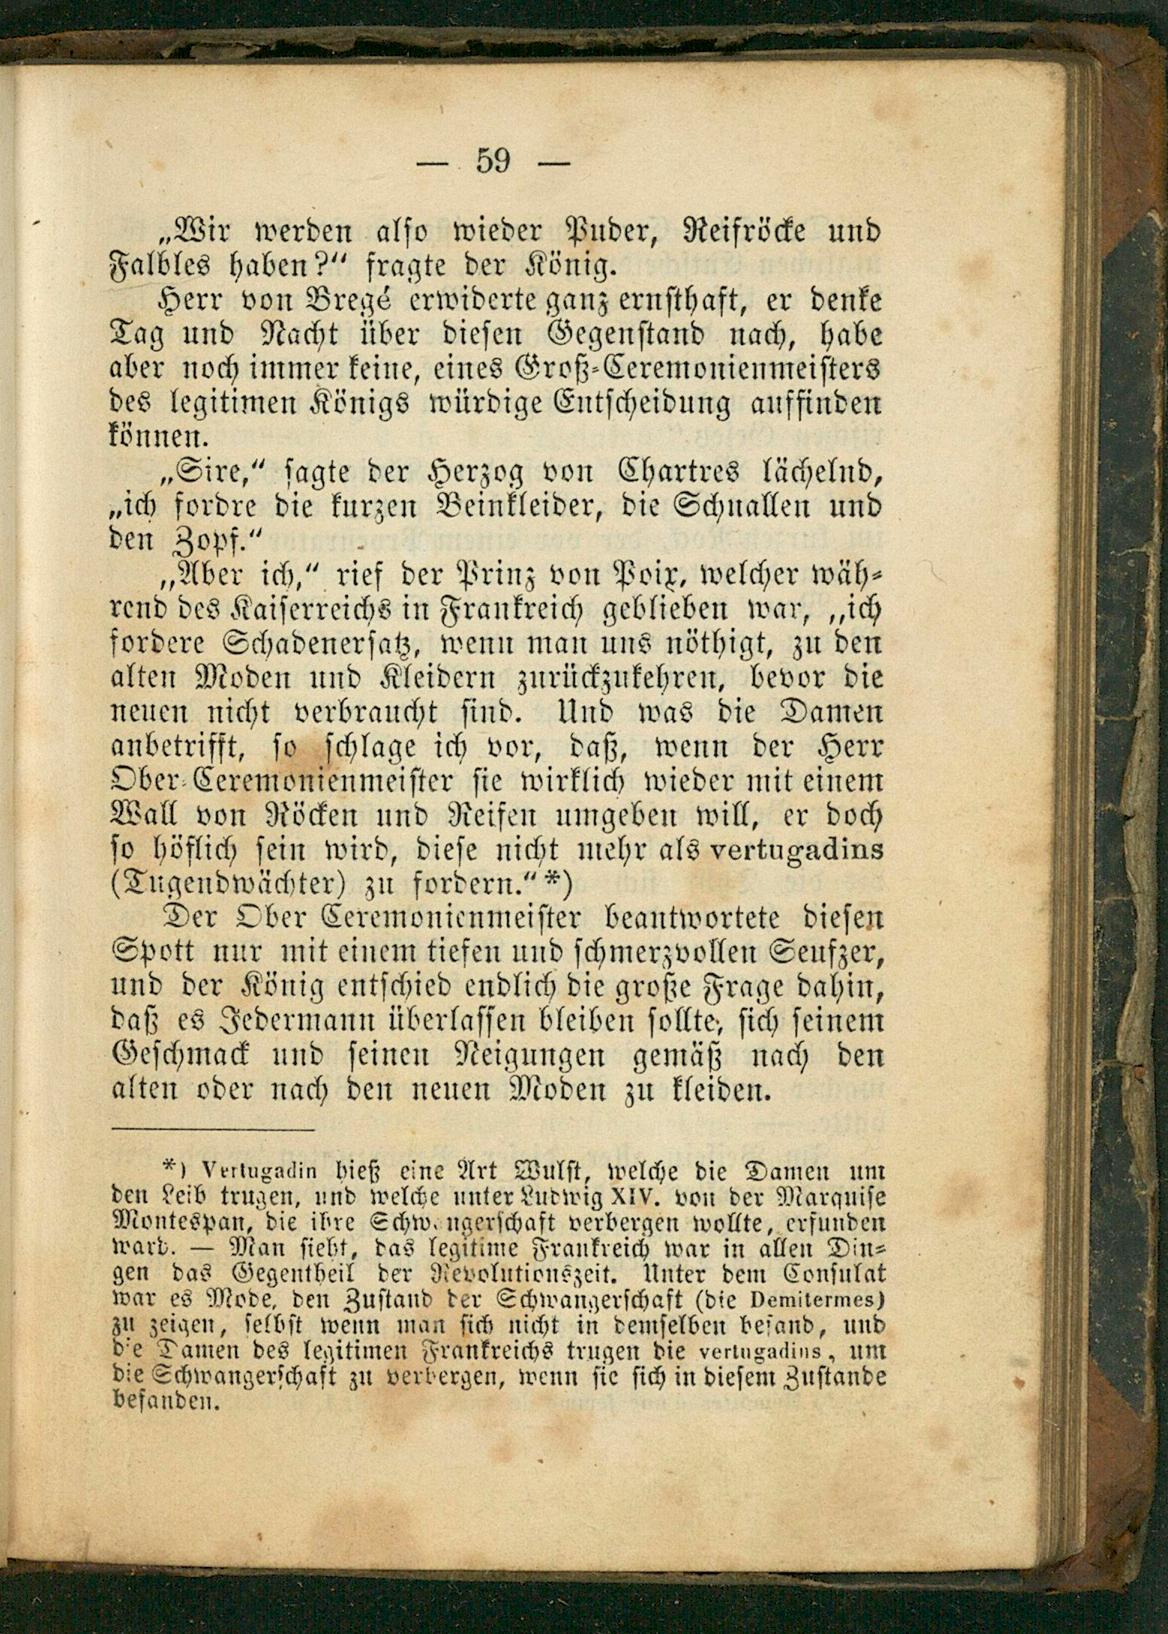 — 59 —
„Wir werden also wieder Puder, Reifröcke und
Falbles haben?“ fragte der König.
Herr von Bregé erwiderte ganz ernsthaft, er denke
Tag und Nacht über diesen Gegenstand nach, habe
aber noch immer keine, eines Groß-Ceremonienmeisters
des legitimen Königs würdige Entscheidung auffinden
können.
„Sire,“ sagte der Herzog von Chartres lächelnd,
„ich fordre die kurzen Beinkleider, die Schnallen und
den Zopf.“
„Aber ich,“ rief der Prinz von Poix, welcher wäh-
rend des Kaiserreichs in Frankreich geblieben war, „ich
fordere Schadenersatz, wenn man uns nöthigt, zu den
alten Moden und Kleidern zurückzukehren, bevor die
neuen nicht verbraucht sind. Und was die Damen
anbetrifft, so schlage ich vor, daß, wenn der Herr
Ober-Ceremonienmeister sie wirklich wieder mit einem
Wall von Röcken und Reifen umgeben will, er doch
so höflich sein wird, diese nicht mehr als vertugadins
(Tugendwächter) zu fordern.“*)
Der Ober Ceremonienmeister beantwortete diesen
Spott nur mit einem tiefen und schmerzvollen Seufzer,
und der König entschied endlich die große Frage dahin,
daß es Jedermann überlassen bleiben sollte, sich seinem
Geschmack und seinen Neigungen gemäß nach den
alten oder nach den neuen Moden zu kleiden.
*) Vertugadin hieß eine Art Wulst, welche die Damen um
den Leib trugen, und welche unter Ludwig XIV. von der Marquise
Montespan, die ihre Schwangerschaft verbergen wollte, erfunden
ward. — Man sieht, das legitime Frankreich war in allen Din-
gen das Gegentheil der Revolutionszeit. Unter dem Consulat
war es Mode, den Zustand der Schwangerschaft (die Demitermes)
zu zeigen, selbst wenn man sich nicht in demselben befand, und
die Damen des legitimen Frankreichs trugen die vertugadins, um
die Schwangerschaft zu verbergen, wenn sie sich in diesem Zustande
befanden.